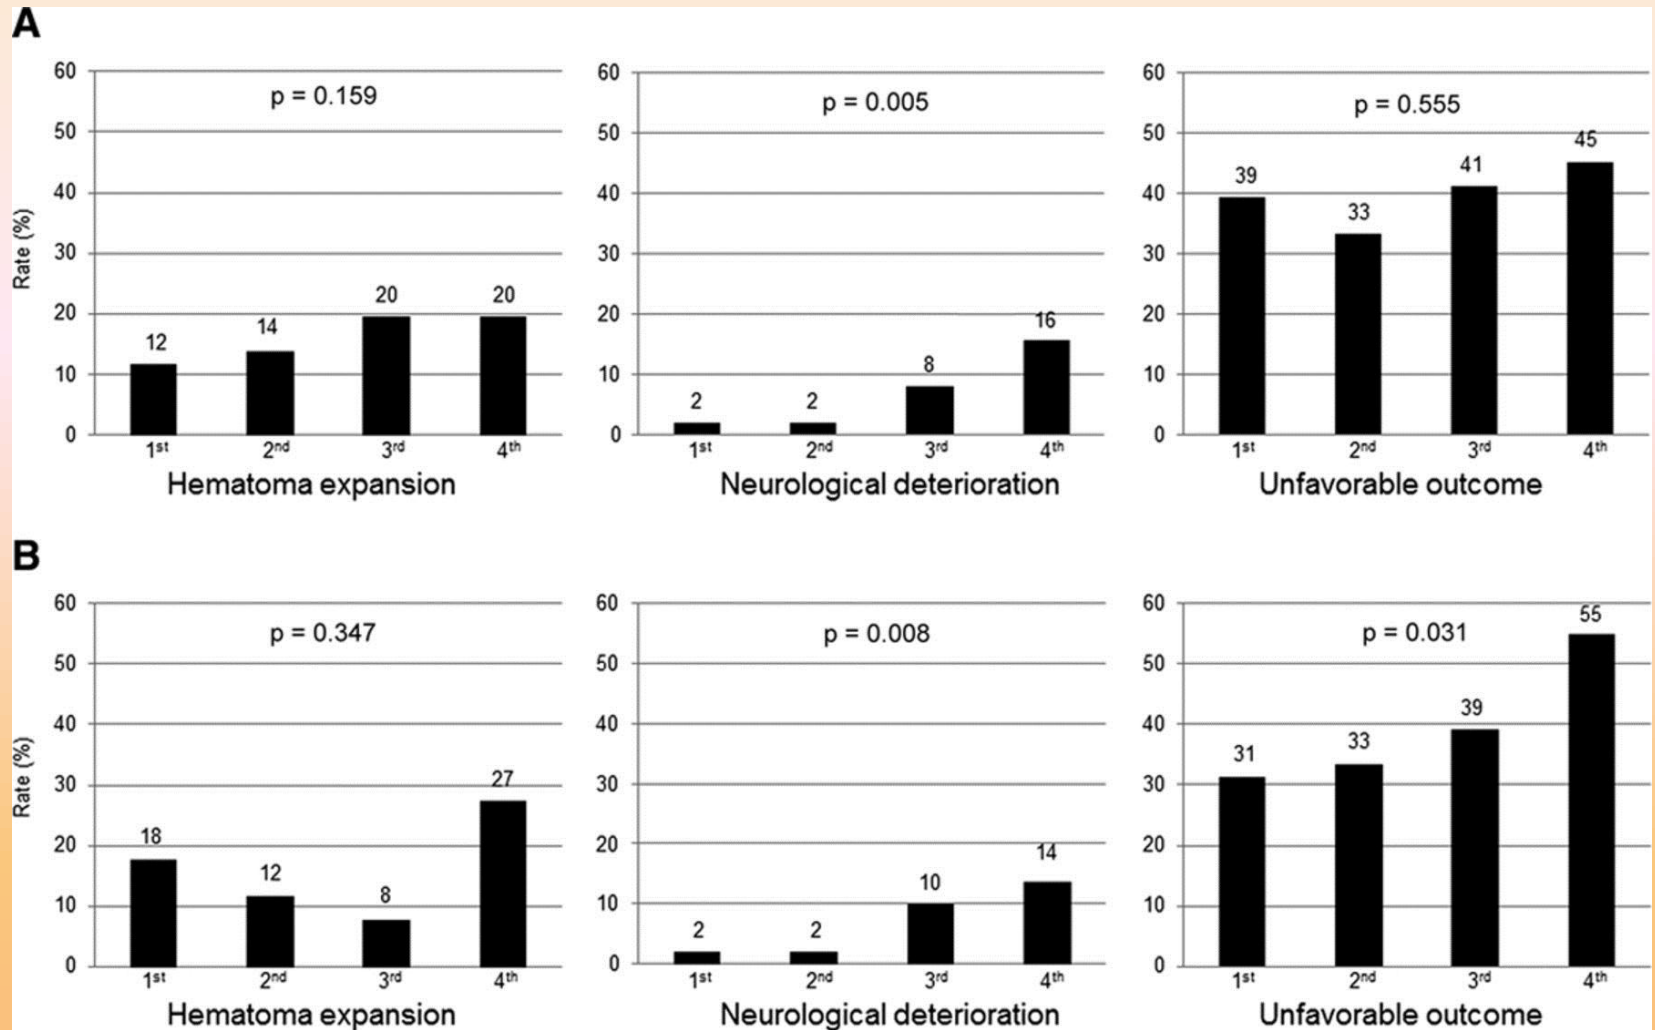 A
60 p = 0.159 50 40 30 20 10 0
Rate (%)
12 14 20 20
1st 2nd 3rd 4th
Hematoma expansion
60 p = 0.005 50 40 30 20 10 0
2 2 8 16
1st 2nd 3rd 4th
Neurological deterioration
60 p = 0.555 50 40 30 20 10 0
39 33 41 45
1st 2nd 3rd 4th
Unfavorable outcome
B
60 p = 0.347 50 40 30 20 10 0
Rate (%)
18 12 8 27
1st 2nd 3rd 4th
Hematoma expansion
60 p = 0.008 50 40 30 20 10 0
2 2 10 14
1st 2nd 3rd 4th
Neurological deterioration
60 p = 0.031 50 40 30 20 10 0
31 33 39 55
1st 2nd 3rd 4th
Unfavorable outcome